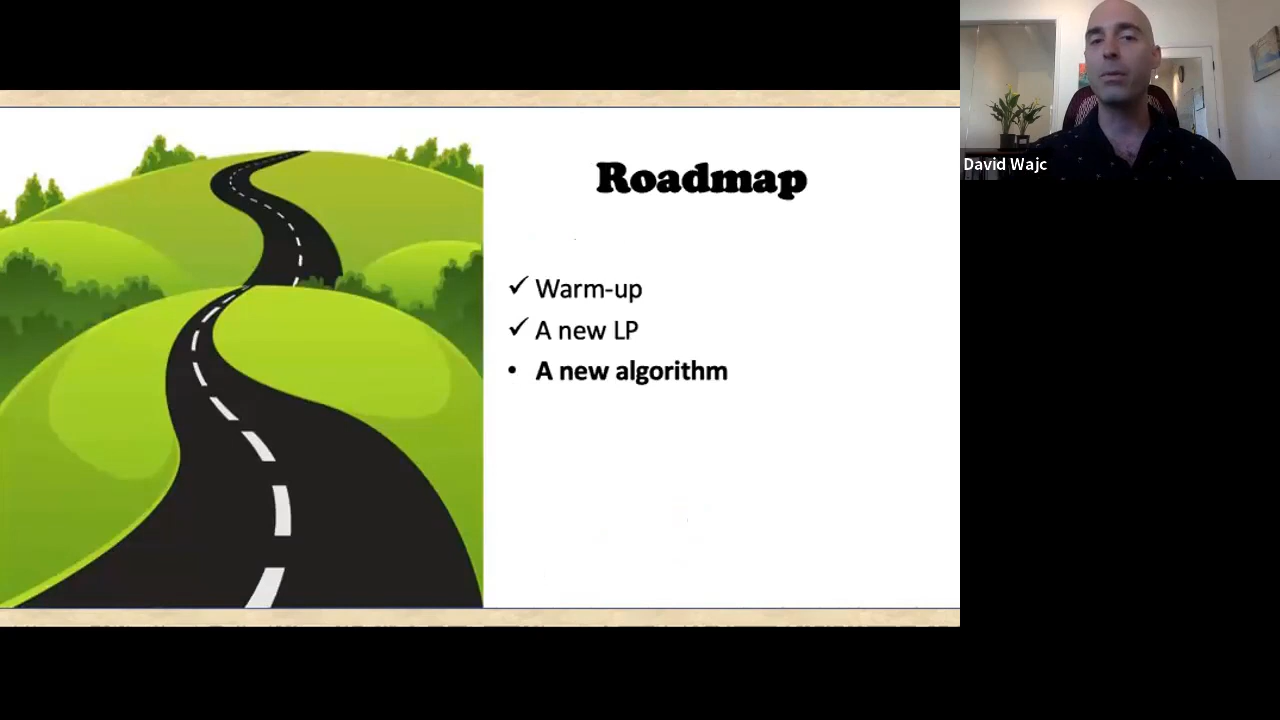 Roadmap
✓ Warm-up
✓ A new LP
• A new algorithm
David Wajc